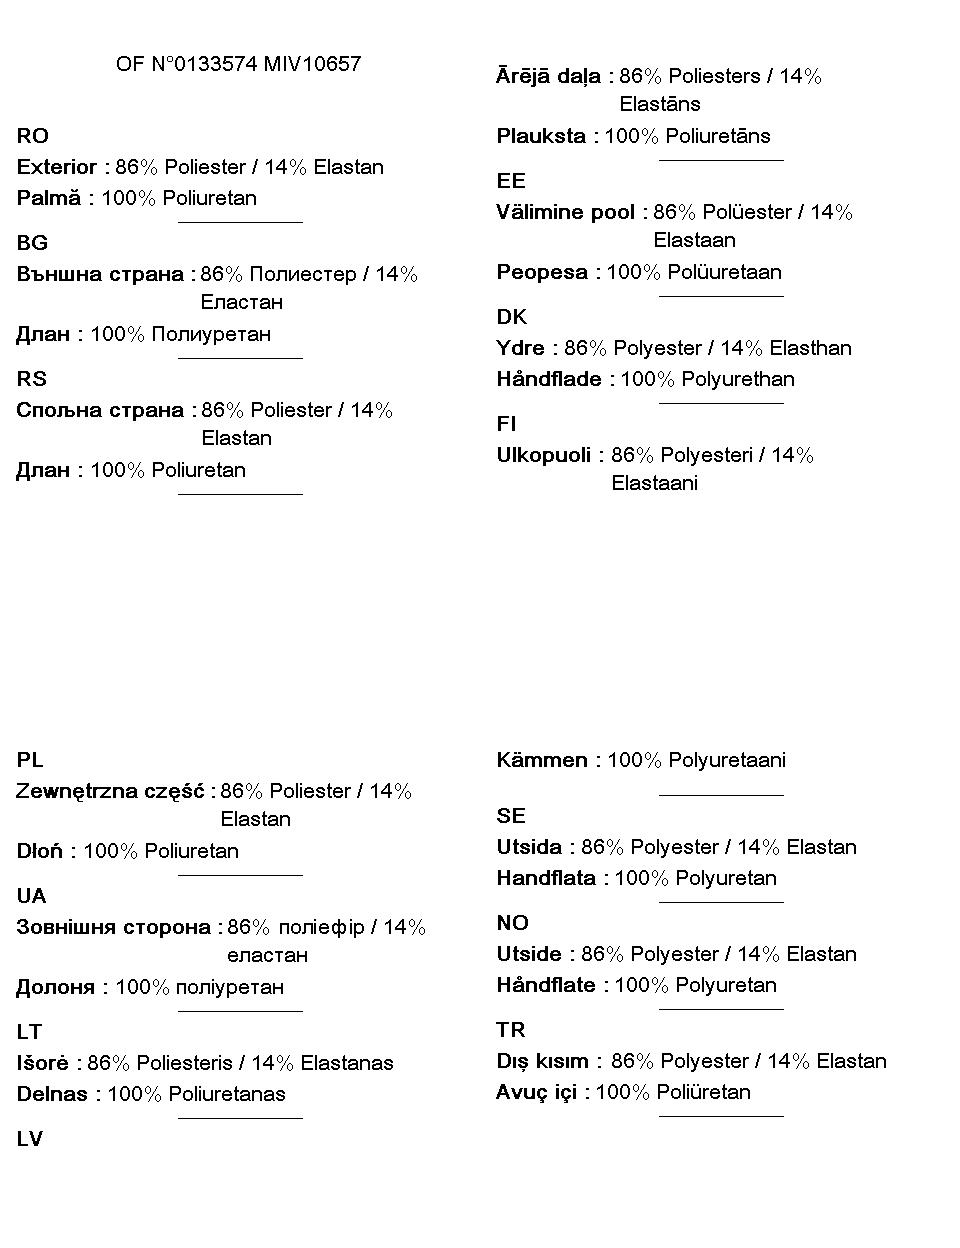 OF N°0133574 MIV10657
RO
Exterior : 86% Poliester / 14% Elastan
Palmă : 100% Poliuretan
BG
Външна страна : 86% Полиестер / 14%
Еластан
Длан : 100% Полиуретан
RS
Спољна страна : 86% Poliester / 14%
Elastan
Длан : 100% Poliuretan
PL
Zewnętrzna część : 86% Poliester / 14%
Elastan
Dłoń : 100% Poliuretan
UA
Зовнішня сторона : 86% поліефір / 14%
еластан
Долоня : 100% поліуретан
LT
Išorė : 86% Poliesteris / 14% Elastanas
Delnas : 100% Poliuretanas
LV
Ārējā daļa : 86% Poliesters / 14%
Elastāns
Plauksta : 100% Poliuretāns
EE
Välimine pool : 86% Polüester / 14%
Elastaan
Peopesa : 100% Polüuretaan
DK
Ydre : 86% Polyester / 14% Elasthan
Håndflade : 100% Polyurethan
FI
Ulkopuoli : 86% Polyesteri / 14%
Elastaani
Kämmen : 100% Polyuretaani
SE
Utsida : 86% Polyester / 14% Elastan
Handflata : 100% Polyuretan
NO
Utside : 86% Polyester / 14% Elastan
Håndflate : 100% Polyuretan
TR
Dış kısım : 86% Polyester / 14% Elastan
Avuç içi : 100% Poliüretan